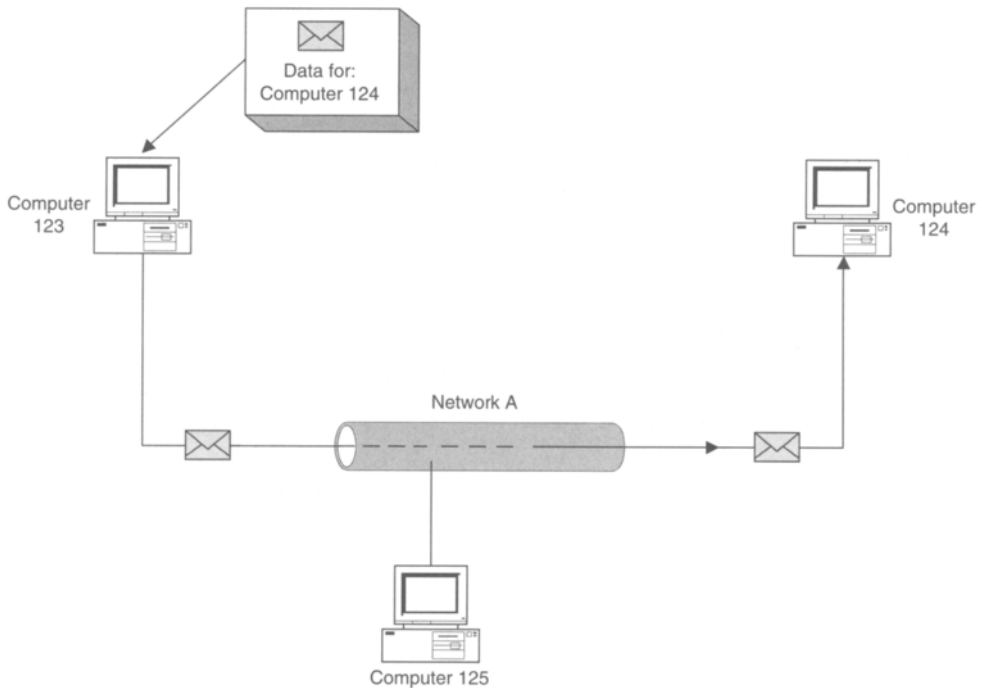 Data for:
Computer 124
Computer
123
Computer
124
Network A
Computer 125